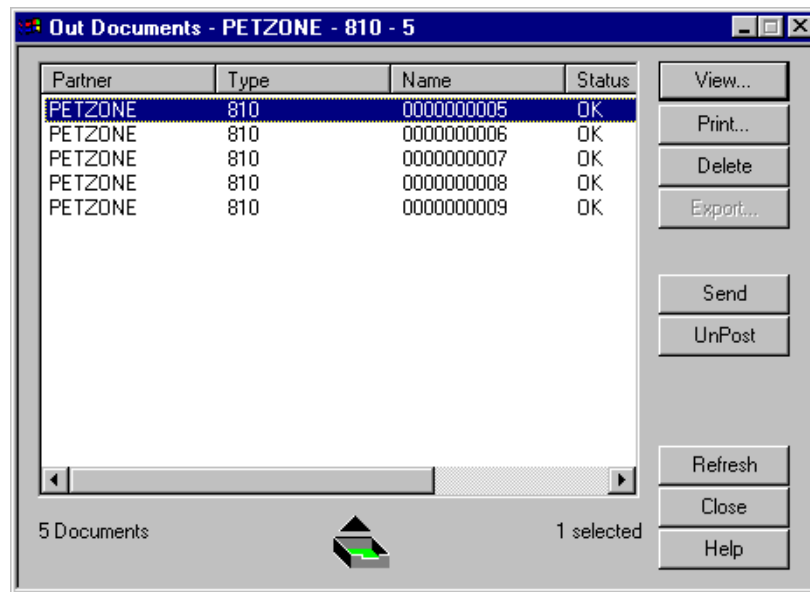 Out Documents - PETZONE - 810 - 5
Partner Type Name Status
PETZONE 810 0000000005 OK
PETZONE 810 0000000006 OK
PETZONE 810 0000000007 OK
PETZONE 810 0000000008 OK
PETZONE 810 0000000009 OK
View...
Print...
Delete
Export...
Send
UnPost
Refresh
Close
Help
5 Documents
1 selected